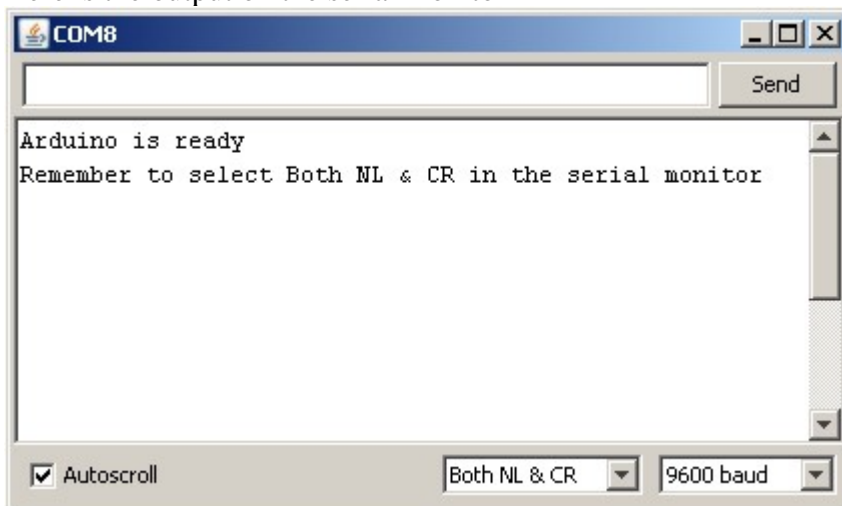 COM8
Send
Arduino is ready
Remember to select Both NL & CR in the serial monitor
Autoscroll
Both NL & CR
9600 baud